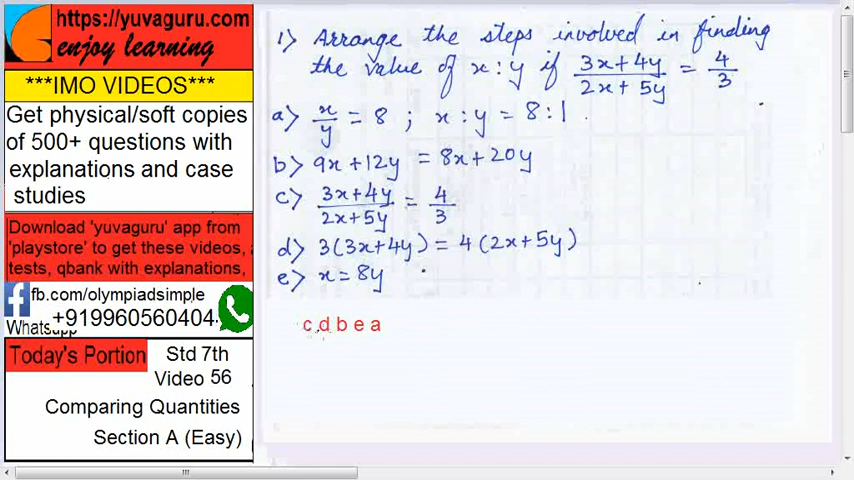 https://yuvaguru.com
enjoy learning
***IMO VIDEOS***
Get physical/soft copies
of 500+ questions with
explanations and case
studies
Download 'yuvaguru' app from
'playstore' to get these videos,
tests, qbank with explanations,
fb.com/olympiadsimple
Whatsapp
+919960560404
Today's Portion
Std 7th
Video 56
Comparing Quantities
Section A (Easy)
1) Arrange the steps involved in finding
the value of x:y if (3x+4y)/(2x+5y) = 4/3
a) x/y = 8 ; x:y = 8:1
b) 9x+12y = 8x+20y
c) (3x+4y)/(2x+5y) = 4/3
d) 3(3x+4y) = 4(2x+5y)
e) x = 8y
c d b e a